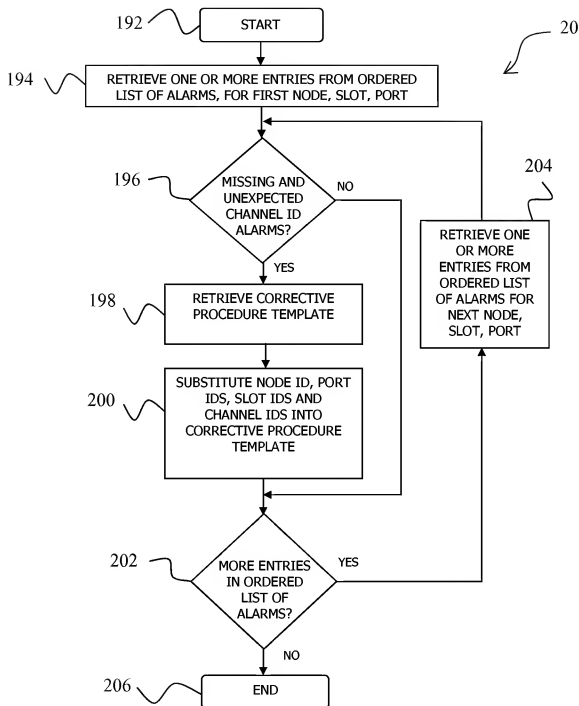 192
START
20
194
RETRIEVE ONE OR MORE ENTRIES FROM ORDERED
LIST OF ALARMS, FOR FIRST NODE, SLOT, PORT
196
MISSING AND
UNEXPECTED
CHANNEL ID
ALARMS?
NO
YES
204
RETRIEVE ONE
OR MORE
ENTRIES FROM
ORDERED LIST
OF ALARMS FOR
NEXT NODE,
SLOT, PORT
198
RETRIEVE CORRECTIVE
PROCEDURE TEMPLATE
200
SUBSTITUTE NODE ID, PORT
IDS, SLOT IDS AND
CHANNEL IDS INTO
CORRECTIVE PROCEDURE
TEMPLATE
202
MORE ENTRIES
IN ORDERED
LIST OF
ALARMS?
YES
NO
206
END